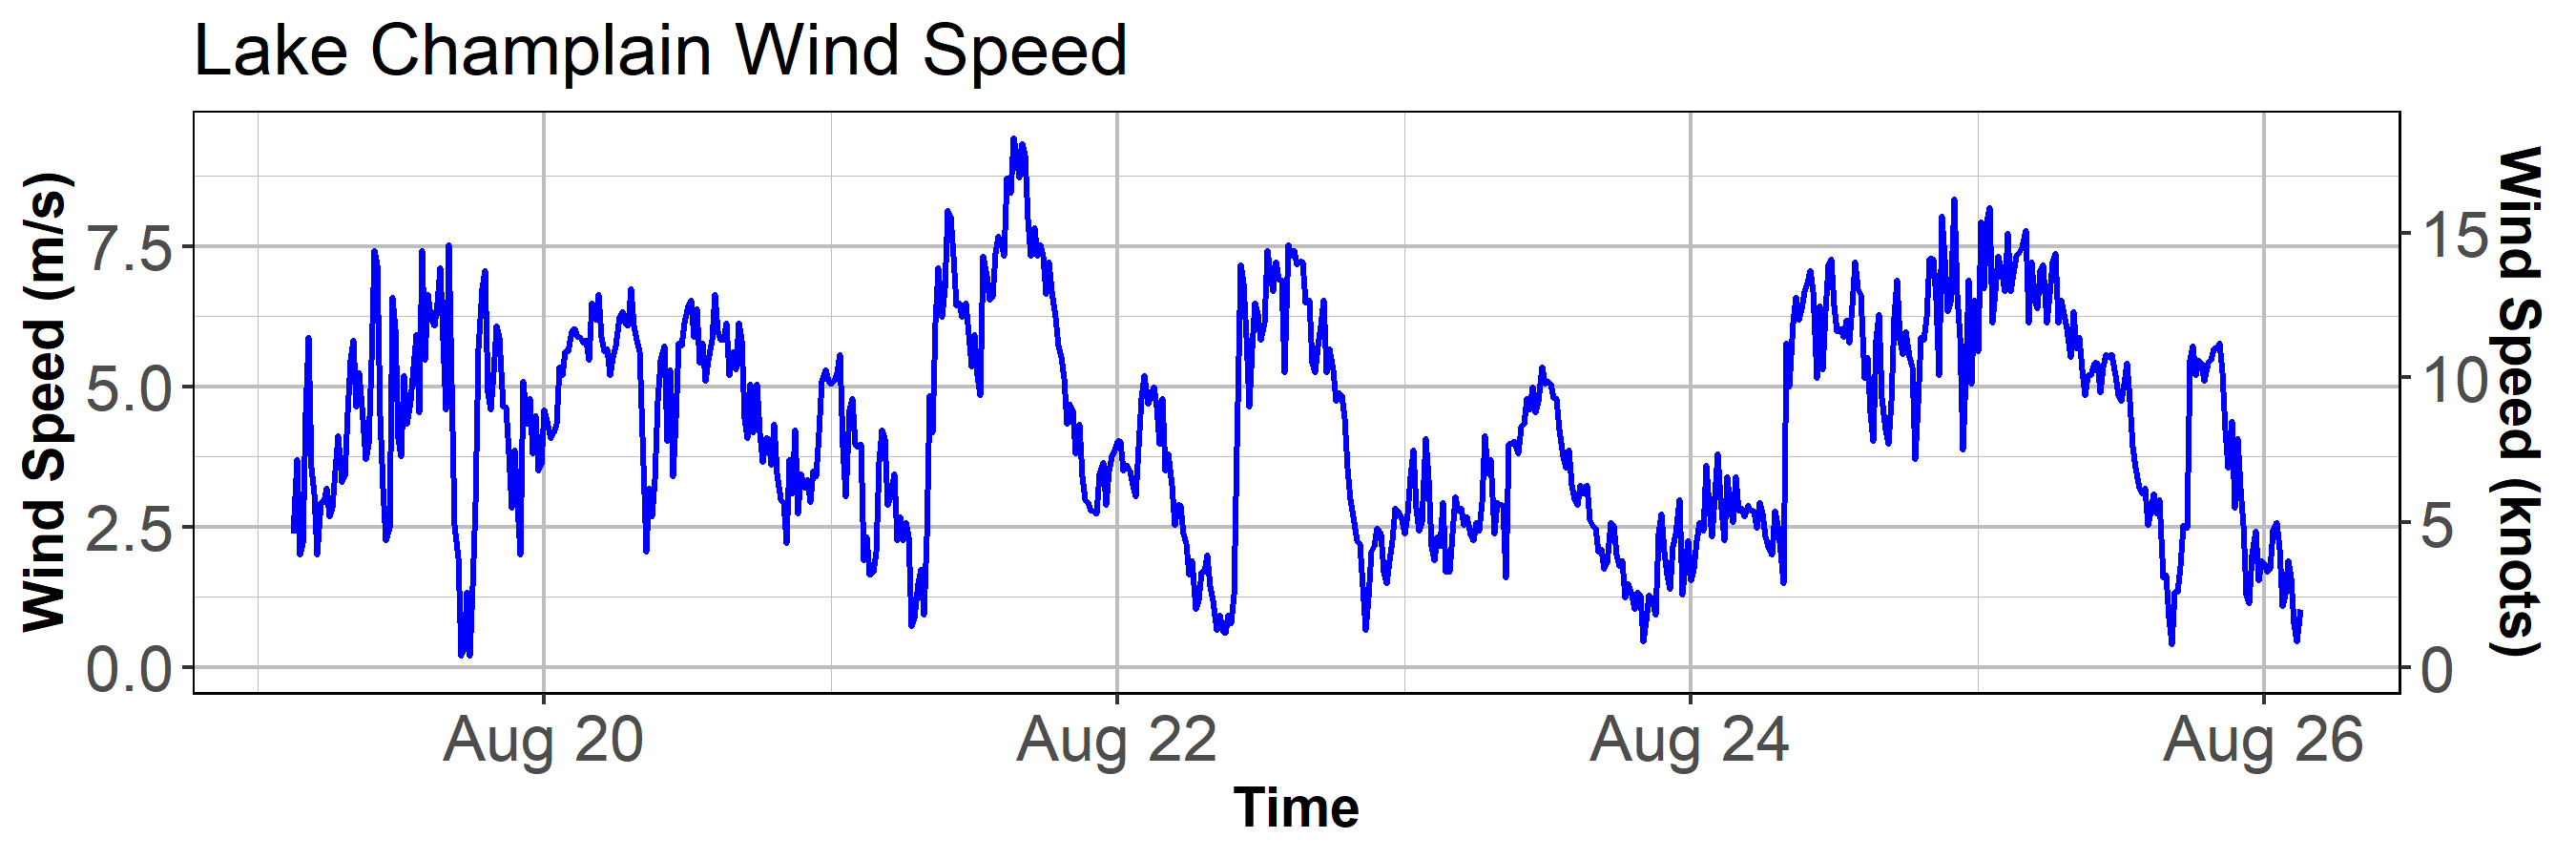 Lake Champlain Wind Speed
Wind Speed (m/s)
7.5
5.0
2.5
0.0
15
10
5
0
Wind Speed (knots)
Aug 20 Aug 22 Aug 24 Aug 26
Time